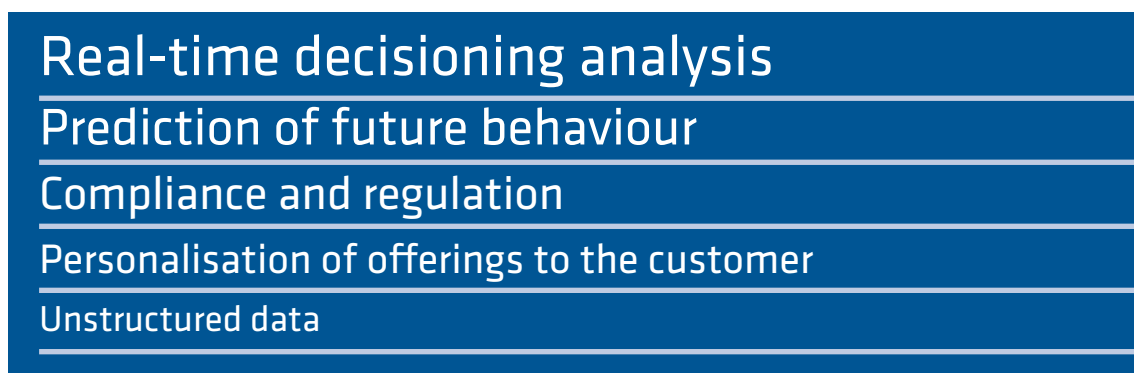 Real-time decisioning analysis
Prediction of future behaviour
Compliance and regulation
Personalisation of offerings to the customer
Unstructured data